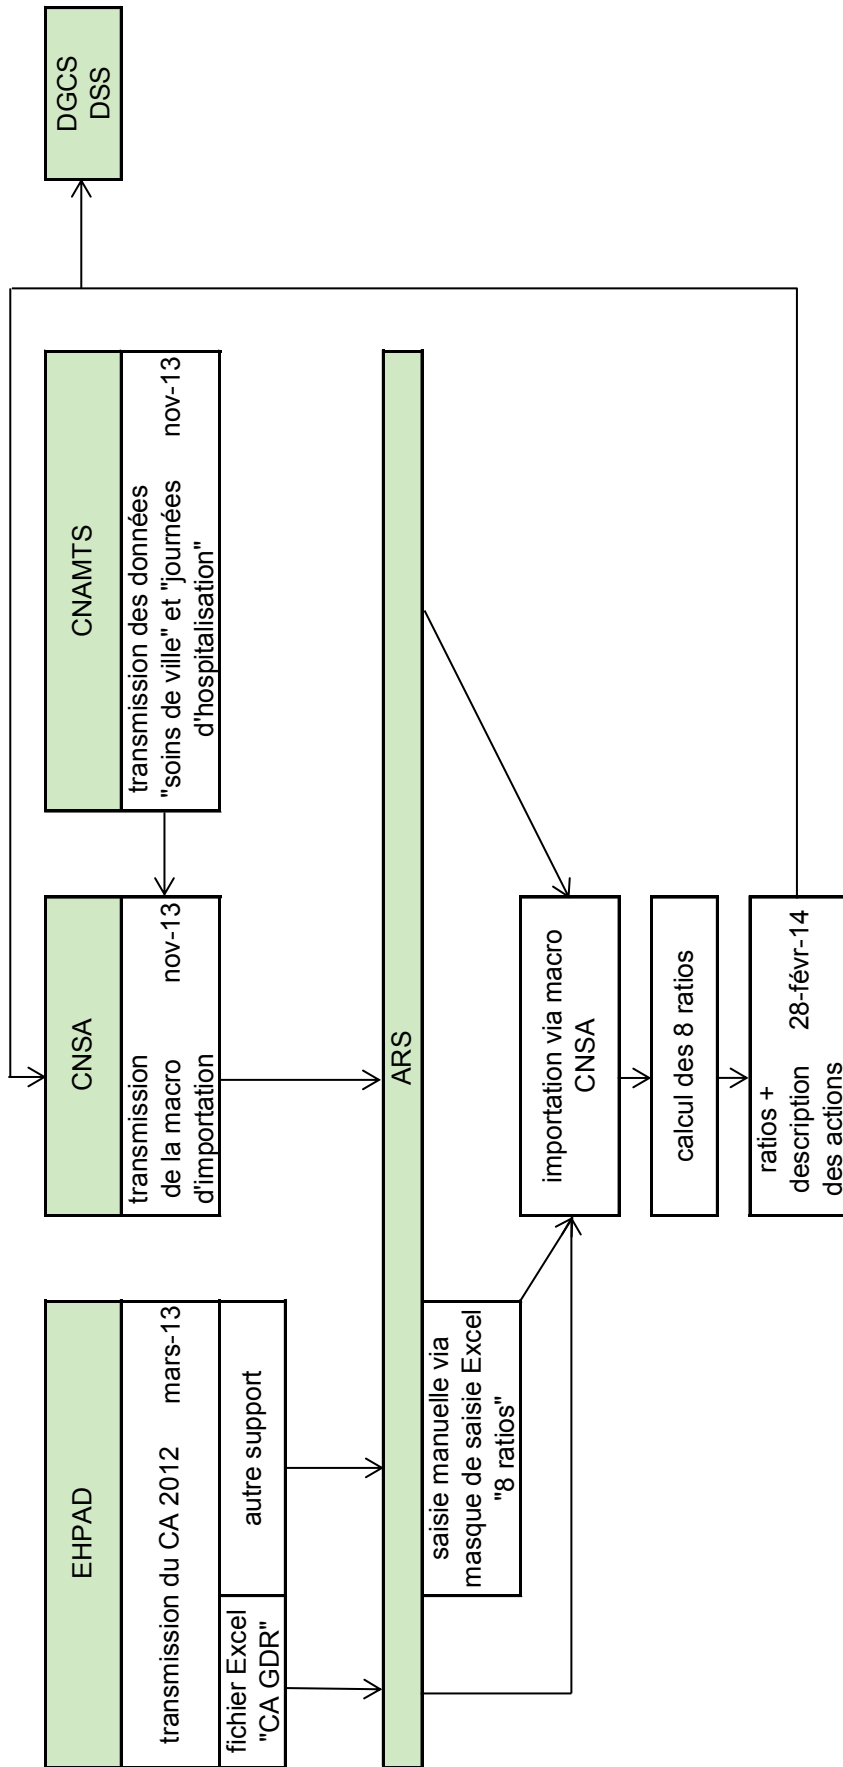 EHPAD
transmission du CA 2012 mars-13
fichier Excel
"CA GDR"
autre support
CNSA
transmission nov-13
de la macro
d'importation
CNAMTS
transmission des données
"soins de ville" et "journées nov-13
d'hospitalisation"
DGCS
DSS
ARS
saisie manuelle via
masque de saisie Excel
"8 ratios"
importation via macro
CNSA
calcul des 8 ratios
ratios +
description 28-févr-14
des actions